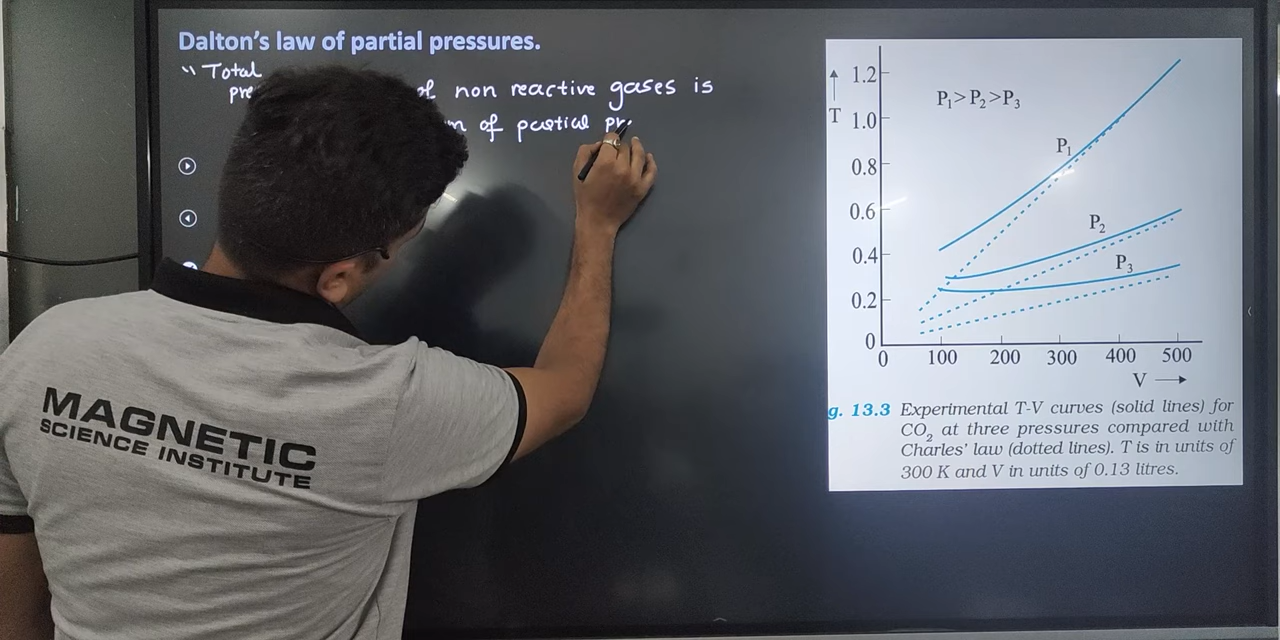 Dalton's law of partial pressures.
" Total
pre of non reactive gases is
m of partial pr
MAGNETIC
SCIENCE INSTITUTE
T
1.2
1.0
0.8
0.6
0.4
0.2
0
P₁>P₂>P₃
P₁
P₂
P₃
0 100 200 300 400 500
V
g. 13.3 Experimental T-V curves (solid lines) for
CO₂ at three pressures compared with
Charles' law (dotted lines). T is in units of
300 K and V in units of 0.13 litres.